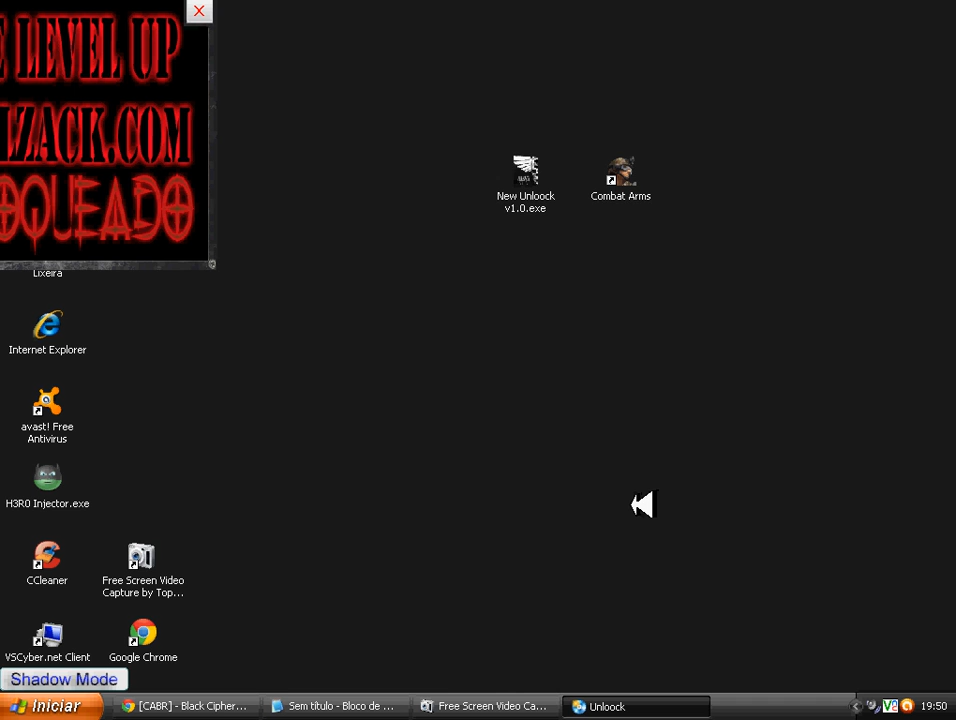 E LEVEL UP
LZACK.COM
OQUEADO
Lixeira
New Unloock
v1.0.exe
Combat Arms
Internet Explorer
avast! Free
Antivirus
H3R0 Injector.exe
CCleaner
Free Screen Video
Capture by Top...
VSCyber.net Client
Google Chrome
Shadow Mode
Iniciar
[CABR] - Black Cipher...
Sem título - Bloco de ...
Free Screen Video Ca...
Unloock
19:50